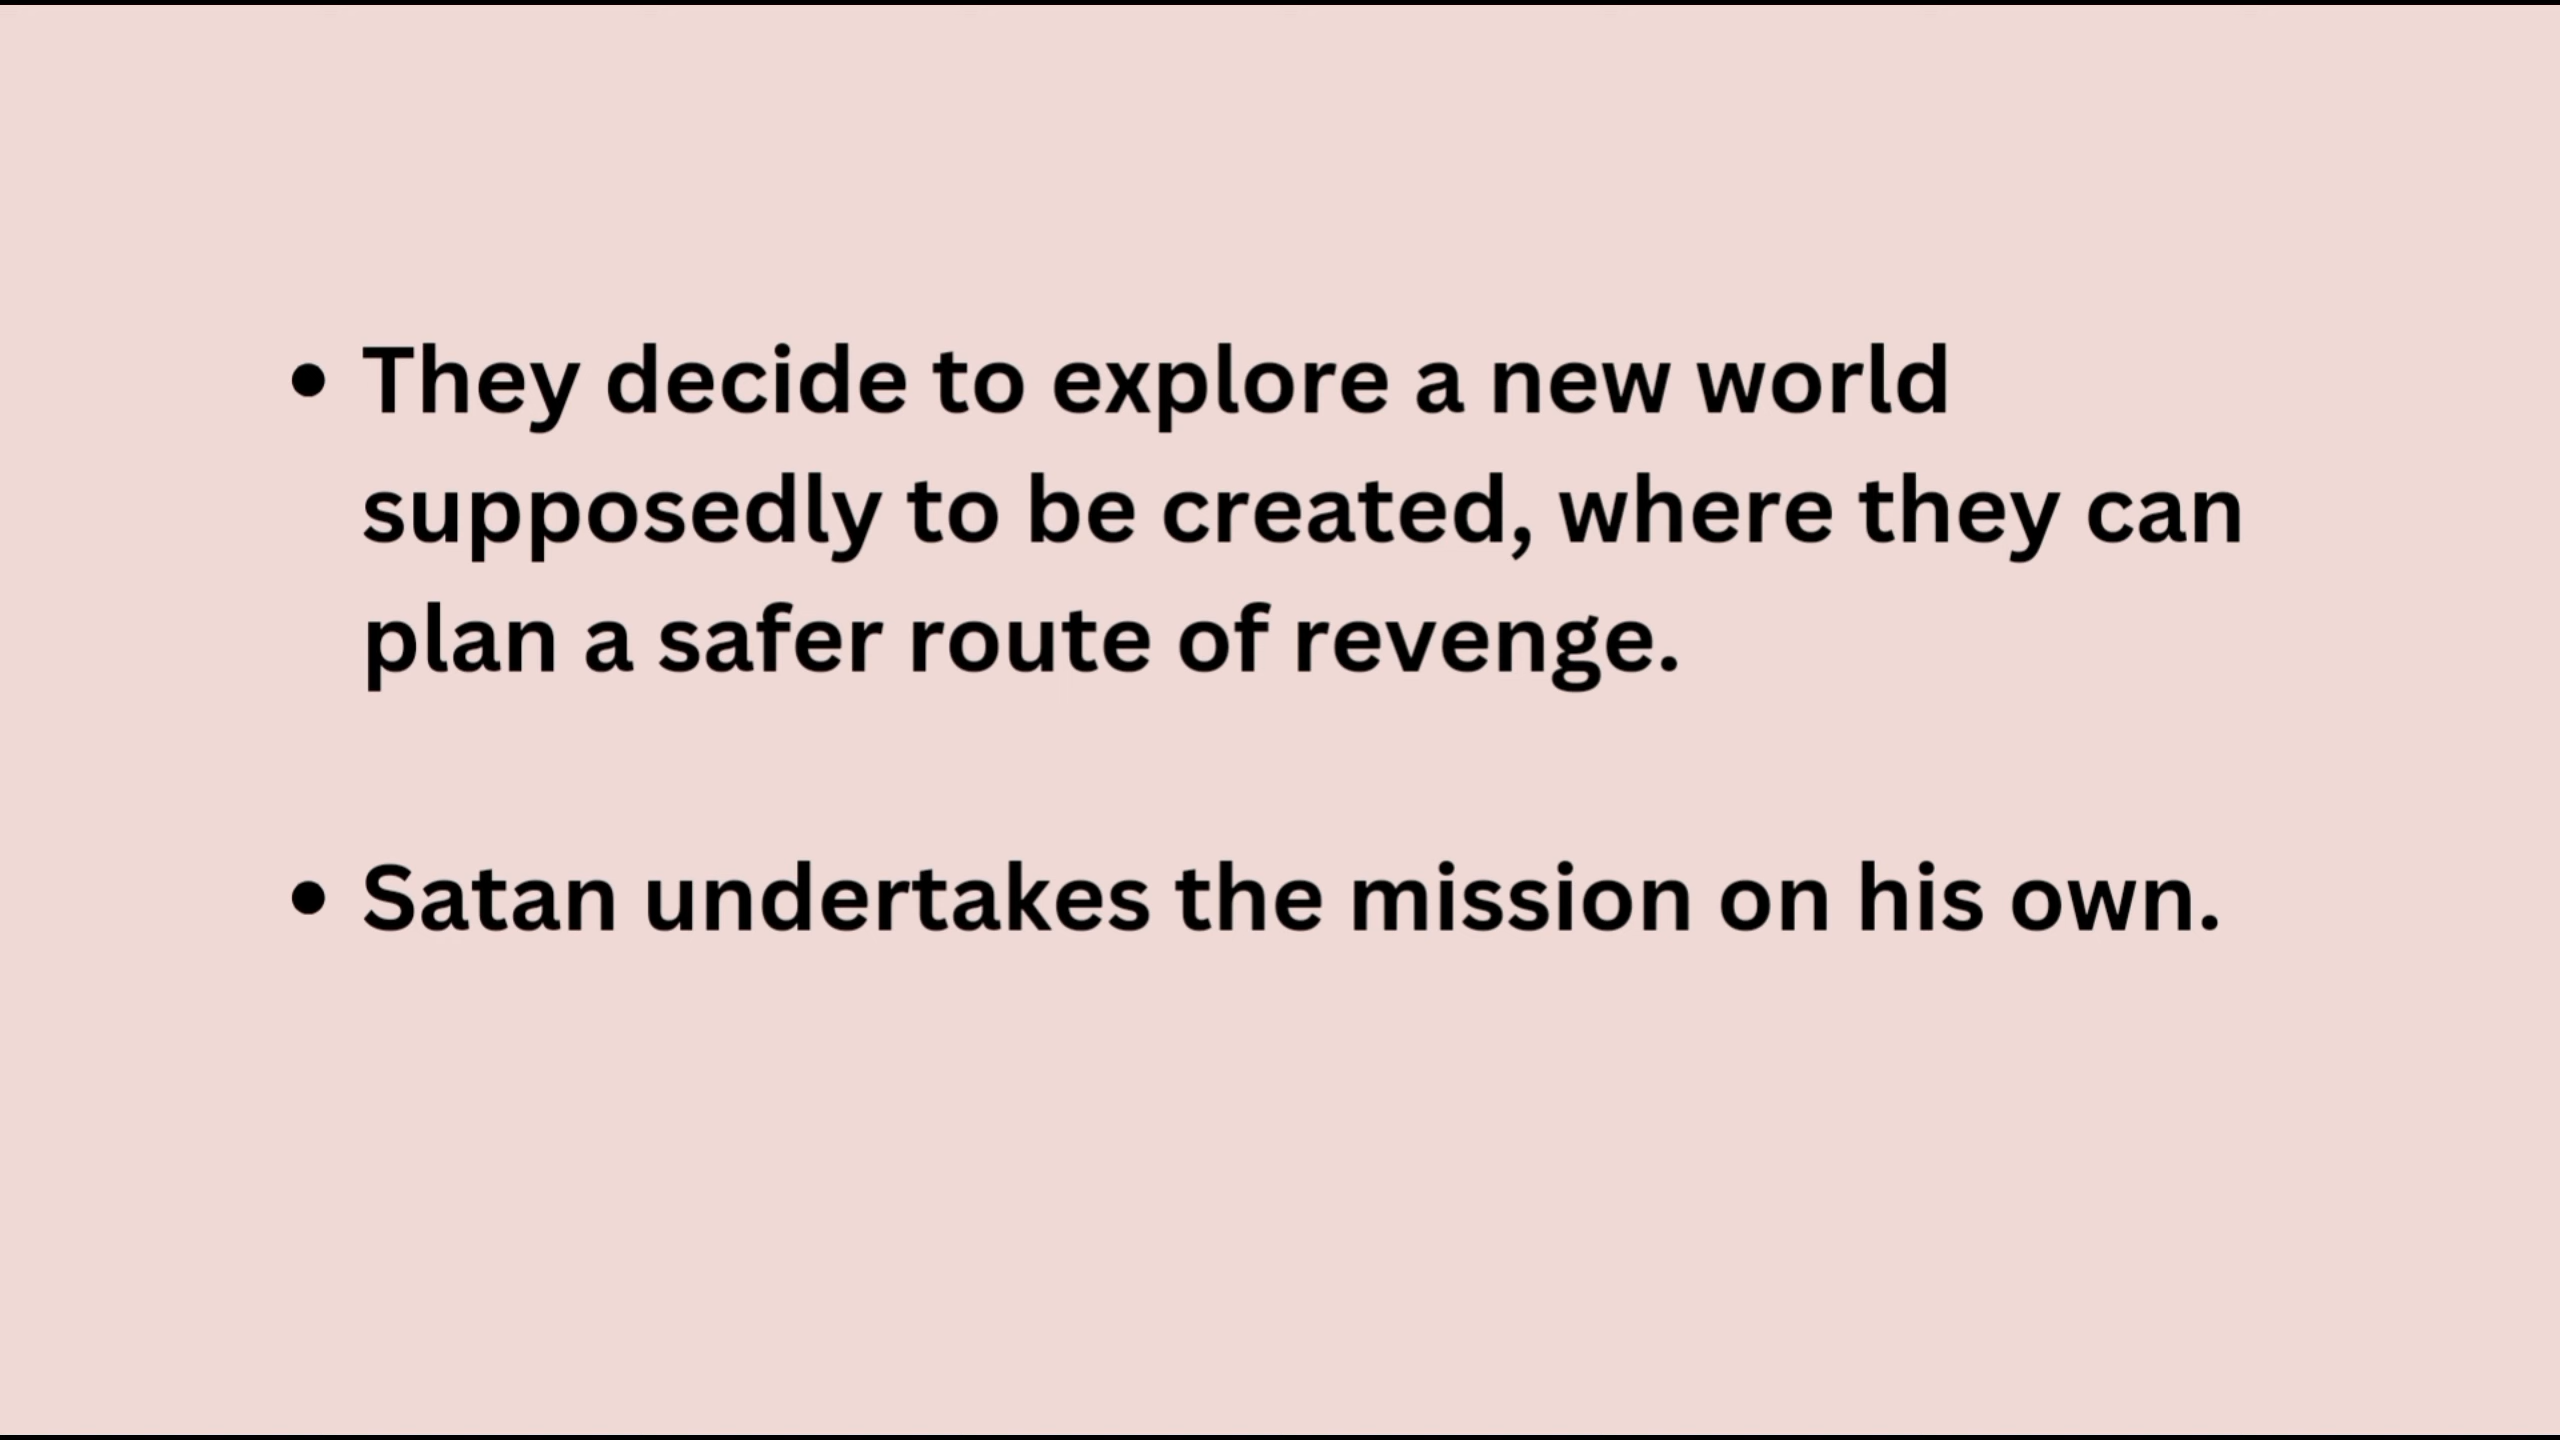 • They decide to explore a new world
supposedly to be created, where they can
plan a safer route of revenge.
• Satan undertakes the mission on his own.